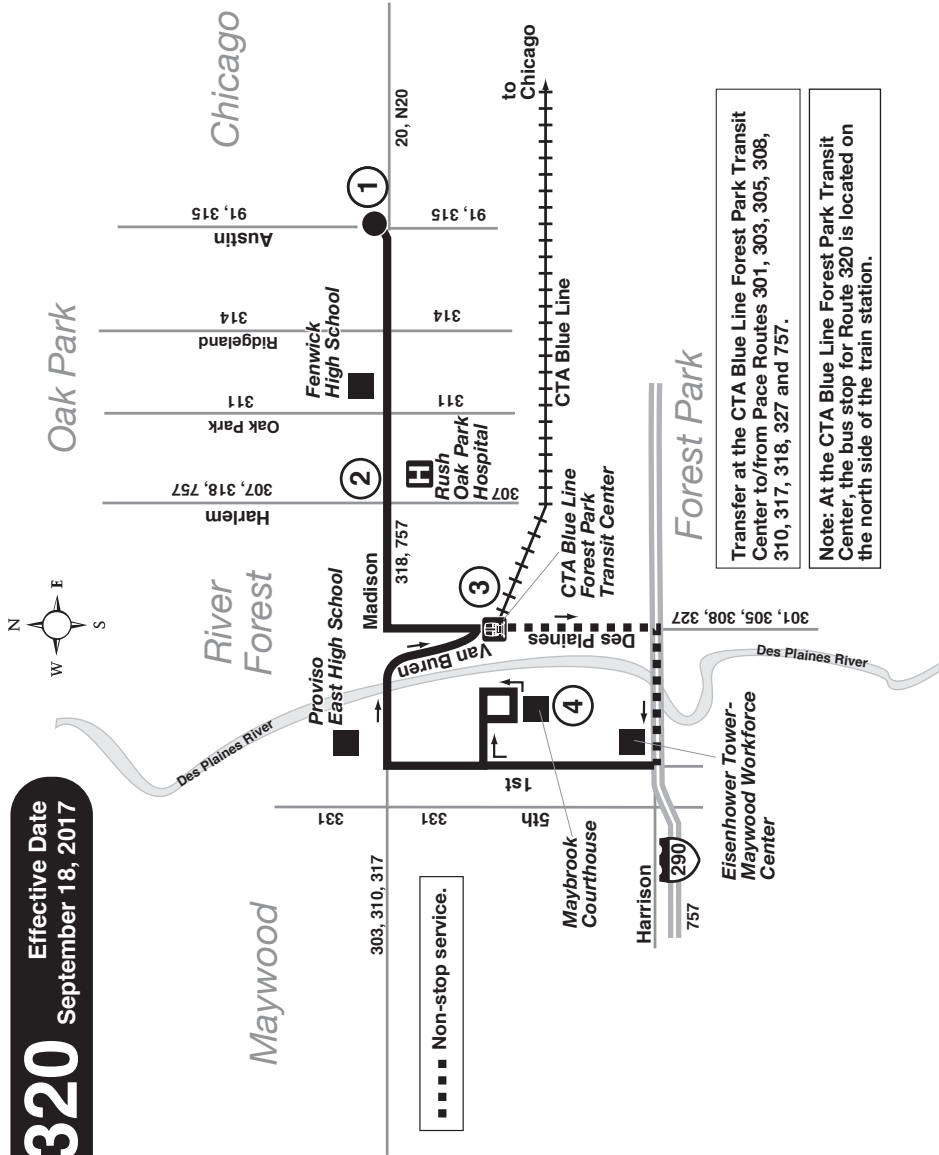 320
Effective Date
September 18, 2017
N
W
E
S
Maywood
River
Forest
Oak Park
Chicago
Forest Park
Des Plaines River
Proviso
East High School
331
303, 310, 317
Madison
Harlem
307, 318, 757
2
Oak Park
311
Fenwick
High School
Ridgeland
314
Austin
91, 315
1
20, N20
318, 757
H
Rush
Oak Park
Hospital
307
311
314
91, 315
331
5th
1st
Van Buren
3
CTA Blue Line
to
Chicago
CTA Blue Line
Forest Park
Transit Center
Des Plaines
4
Maybrook
Courthouse
Harrison
290
757
Eisenhower Tower-
Maywood Workforce
Center
301, 305, 308, 327
Des Plaines River
Non-stop service.
Transfer at the CTA Blue Line Forest Park Transit
Center to/from Pace Routes 301, 303, 305, 308,
310, 317, 318, 327 and 757.
Note: At the CTA Blue Line Forest Park Transit
Center, the bus stop for Route 320 is located on
the north side of the train station.